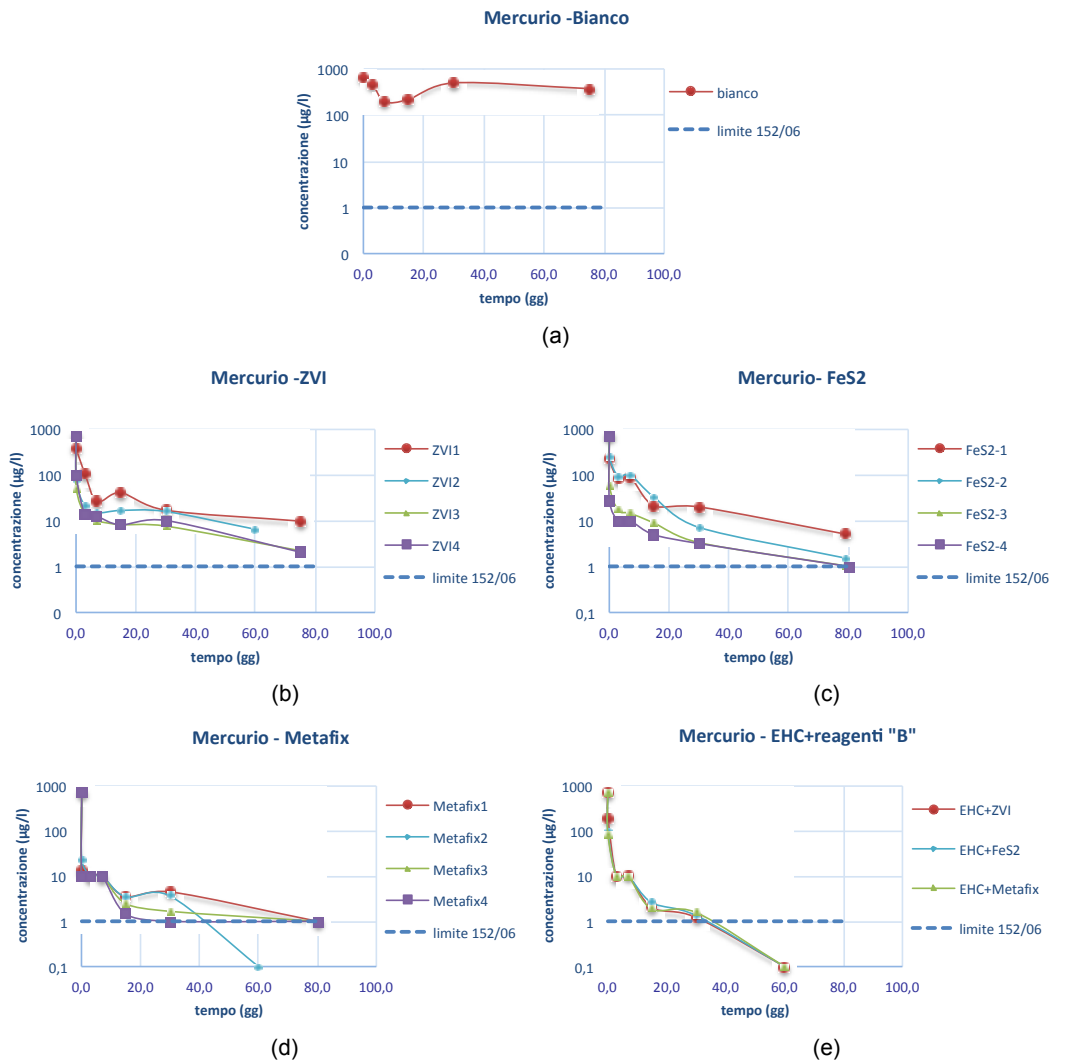 Mercurio -Bianco
concentrazione (µg/l)
1000
100
10
1
0
0,0 20,0 40,0 60,0 80,0 100,0
tempo (gg)
bianco
limite 152/06
(a)
Mercurio -ZVI
concentrazione (µg/l)
1000
100
10
1
0
0,0 20,0 40,0 60,0 80,0 100,0
tempo (gg)
ZVI1
ZVI2
ZVI3
ZVI4
limite 152/06
(b)
Mercurio- FeS2
concentrazione (µg/l)
1000
100
10
1
0,1
0,0 20,0 40,0 60,0 80,0 100,0
tempo (gg)
FeS2-1
FeS2-2
FeS2-3
FeS2-4
limite 152/06
(c)
Mercurio - Metafix
concentrazione (µg/l)
1000
100
10
1
0,1
0,0 20,0 40,0 60,0 80,0 100,0
tempo (gg)
Metafix1
Metafix2
Metafix3
Metafix4
limite 152/06
(d)
Mercurio - EHC+reagenti "B"
concentrazione (µg/l)
1000
100
10
1
0,1
0,0 20,0 40,0 60,0 80,0 100,0
tempo (gg)
EHC+ZVI
EHC+FeS2
EHC+Metafix
limite 152/06
(e)